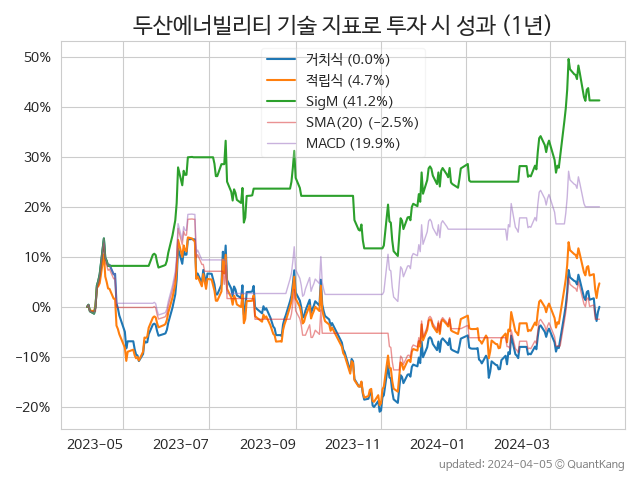 두산에너빌리티 기술 지표로 투자 시 성과 (1년)
거치식 (0.0%)
적립식 (4.7%)
SigM (41.2%)
SMA(20) (−2.5%)
MACD (19.9%)
50%
40%
30%
20%
10%
0%
−10%
−20%
2023-05
2023-07
2023-09
2023-11
2024-01
2024-03
updated: 2024-04-05 © QuantKang